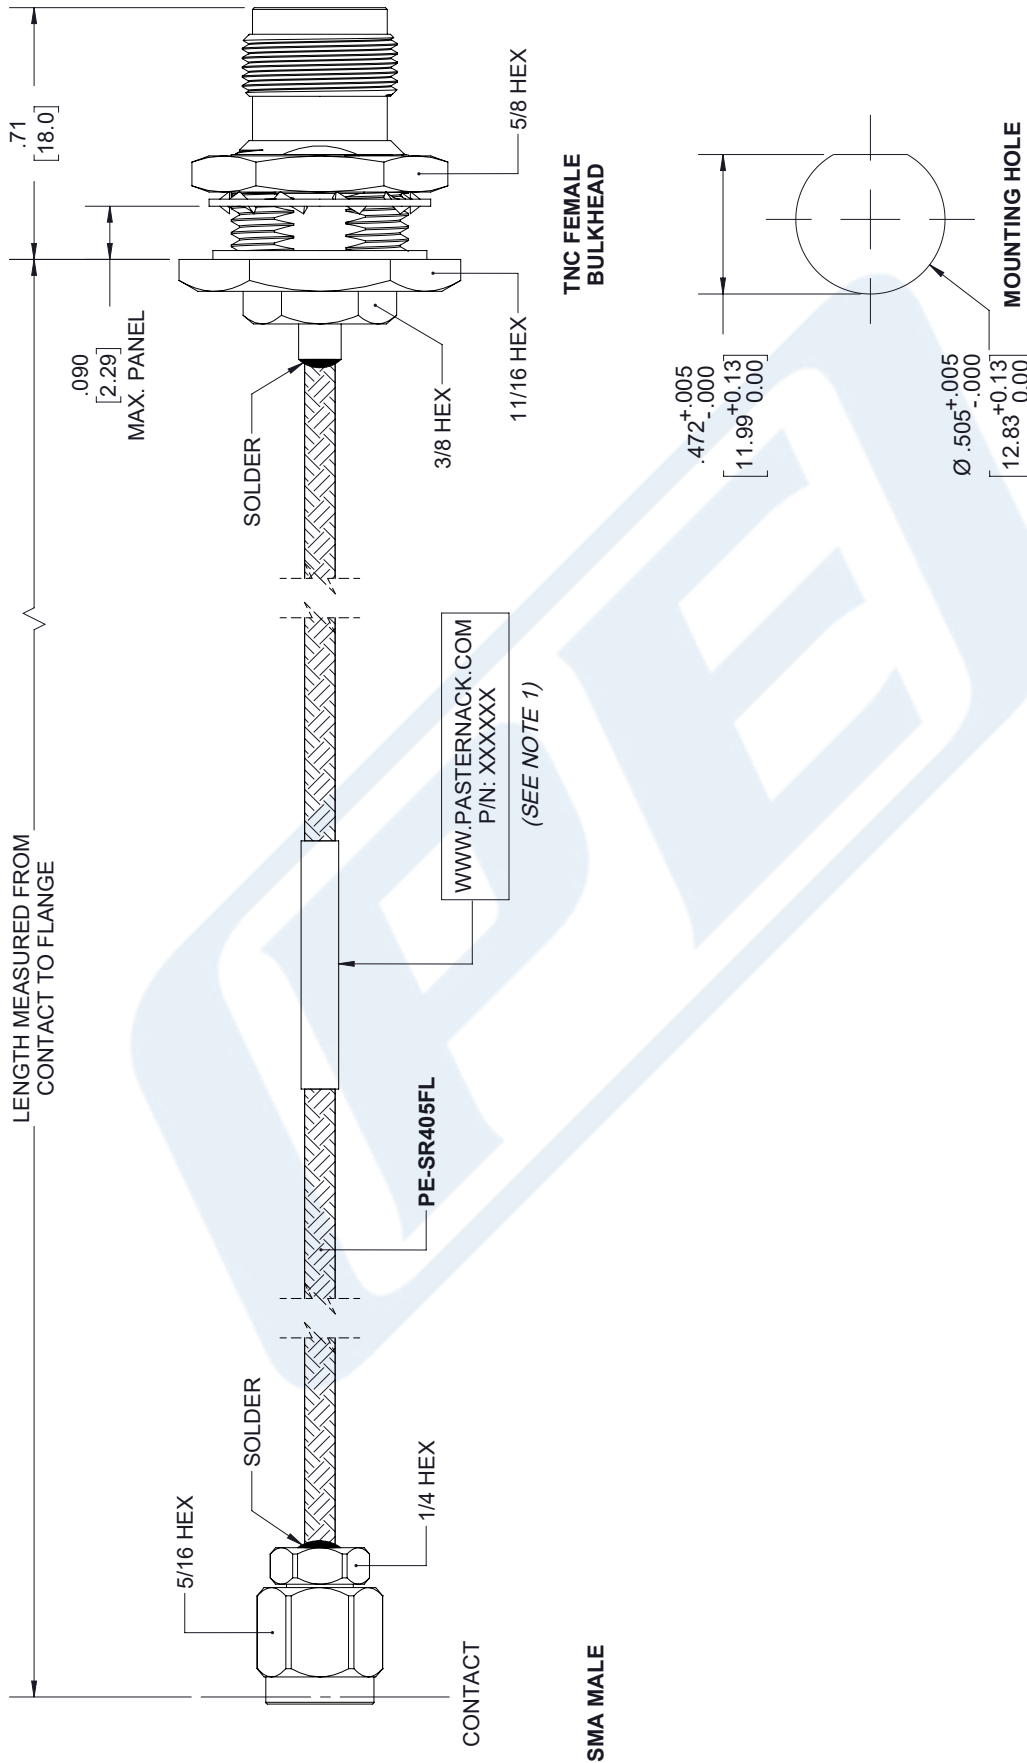 LENGTH MEASURED FROM
CONTACT TO FLANGE
.71
[18.0]
.090
[2.29]
MAX. PANEL
5/16 HEX
SOLDER
SOLDER
1/4 HEX
PE-SR405FL
WWW.PASTERNACK.COM
P/N: XXXXXX
(SEE NOTE 1)
3/8 HEX
11/16 HEX
5/8 HEX
CONTACT
SMA MALE
TNC FEMALE
BULKHEAD
.472 +.005
-.000
[11.99 +0.13
0.00]
Ø .505 +.005
-.000
[12.83 +0.13
0.00]
MOUNTING HOLE
PE